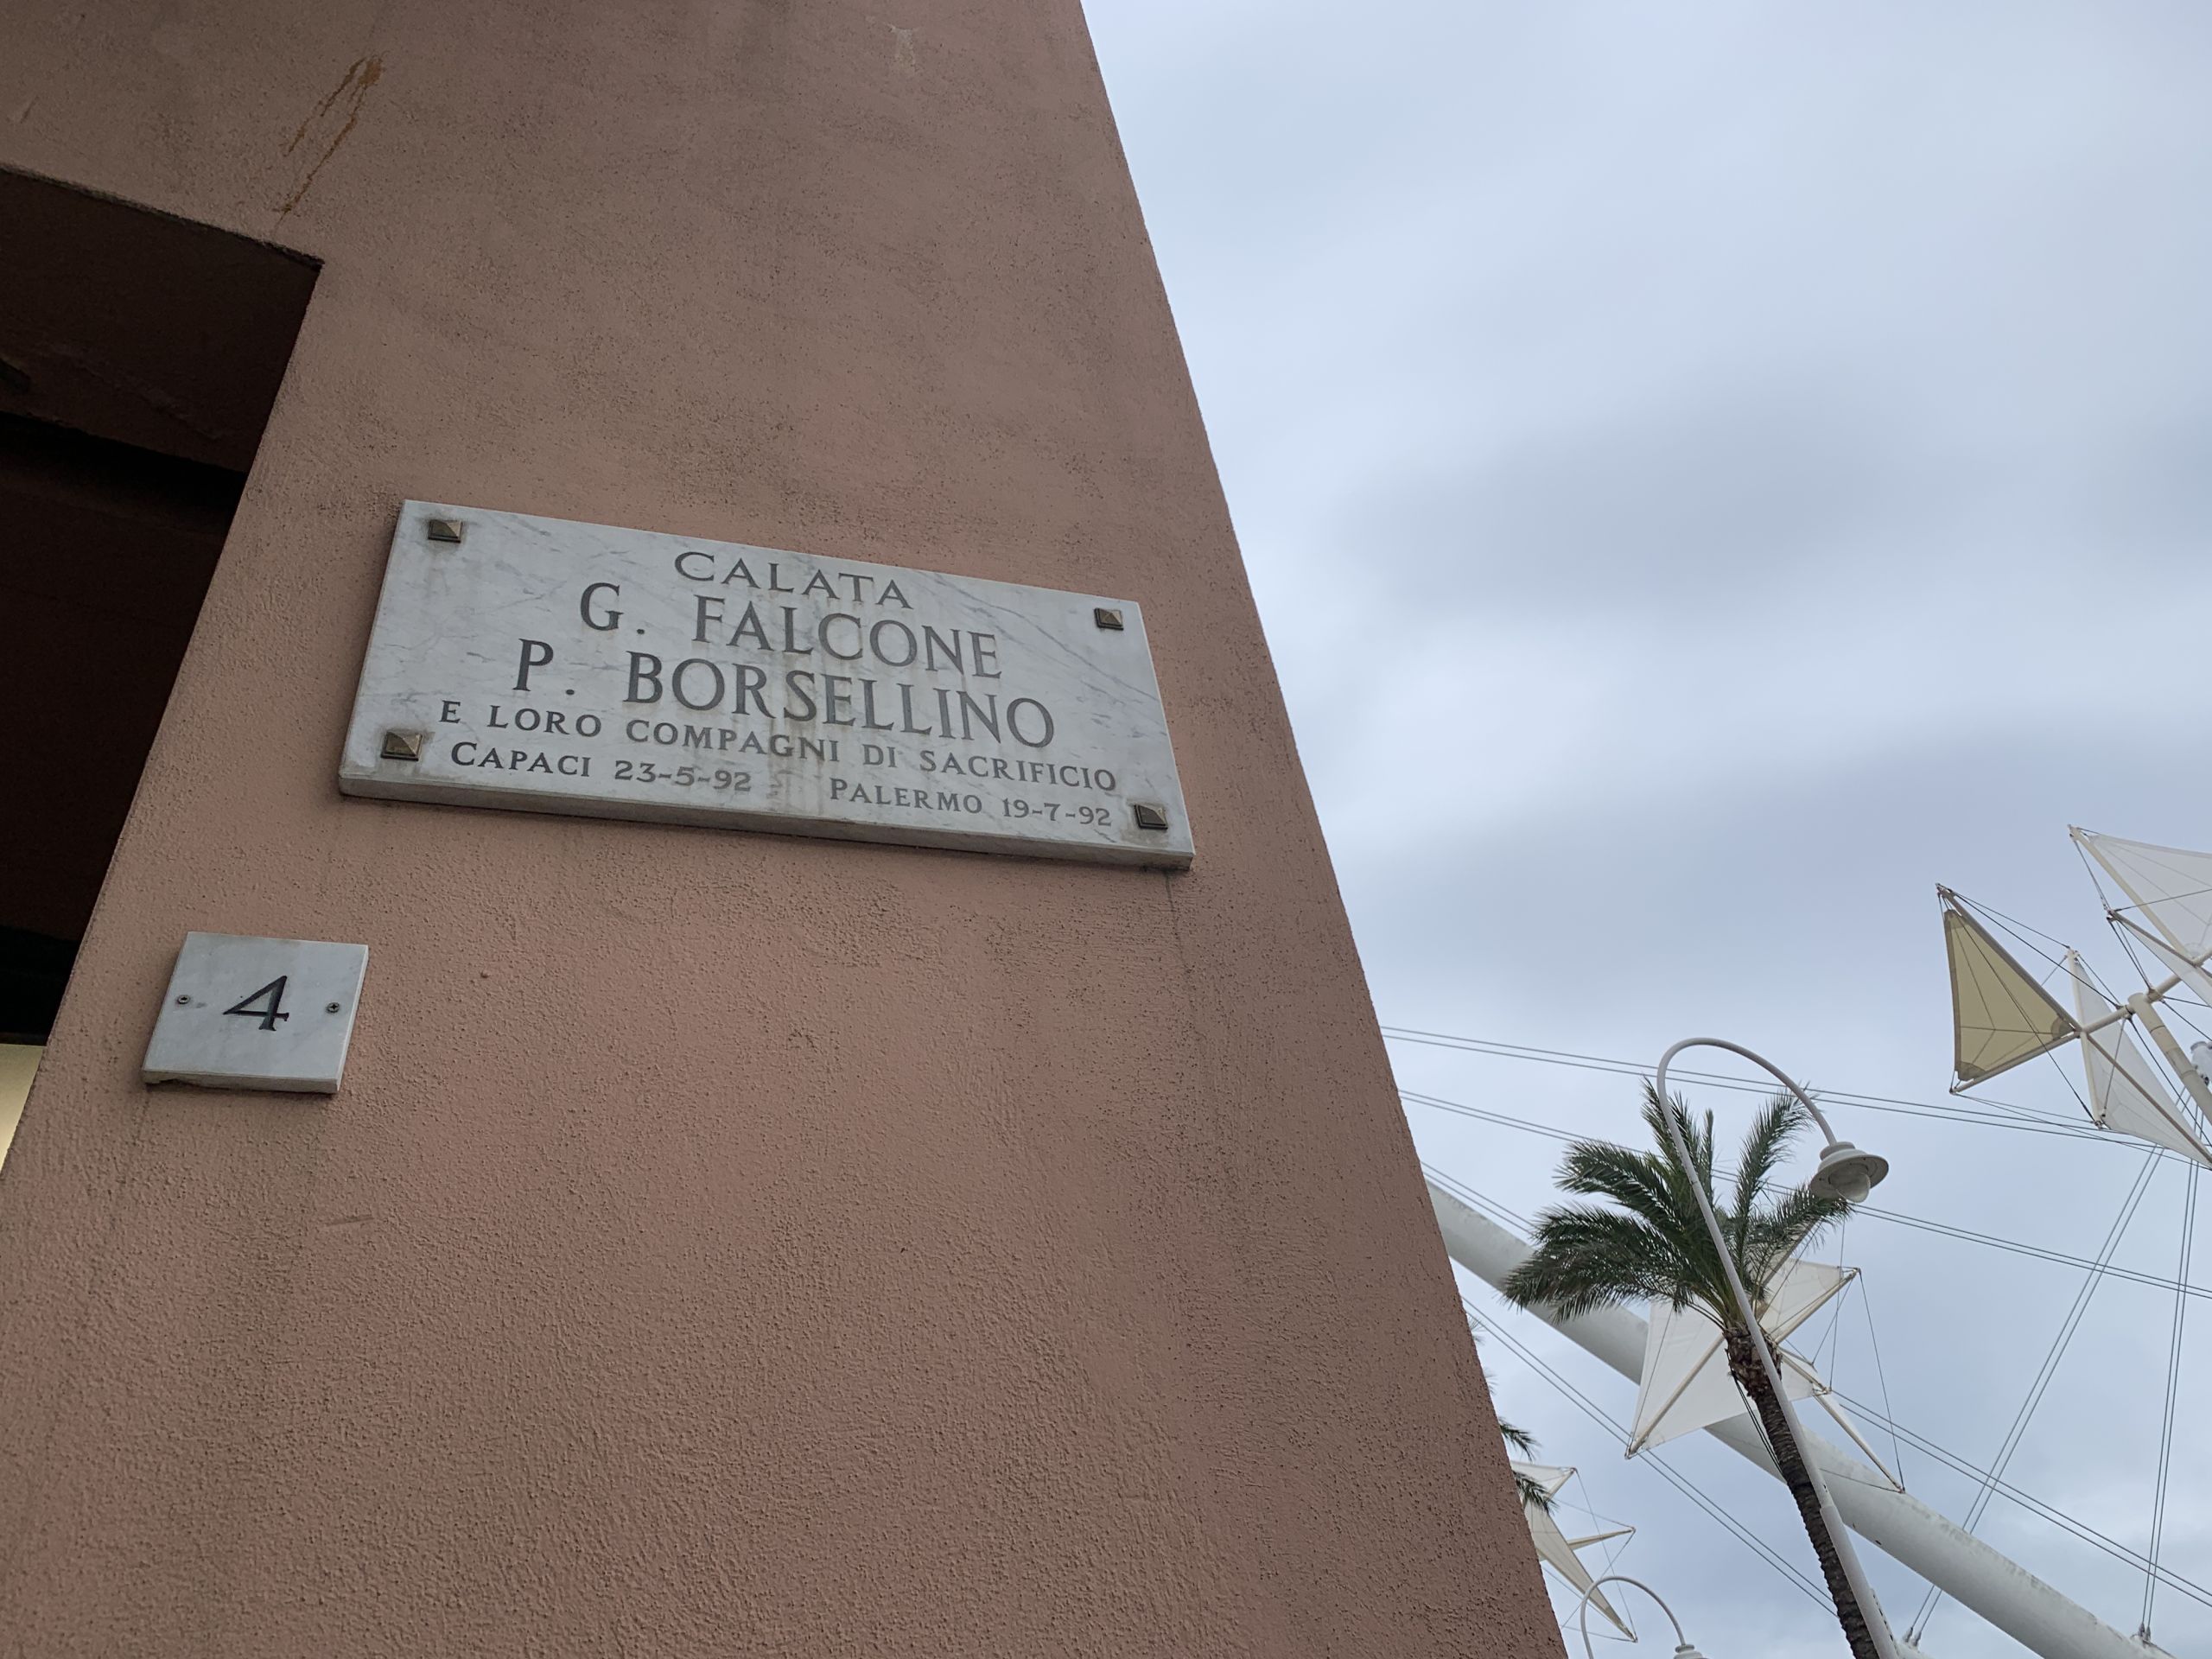 CALATA
G. FALCONE
P. BORSELLINO
E LORO COMPAGNI DI SACRIFICIO
CAPACI 23-5-92 PALERMO 19-7-92
4